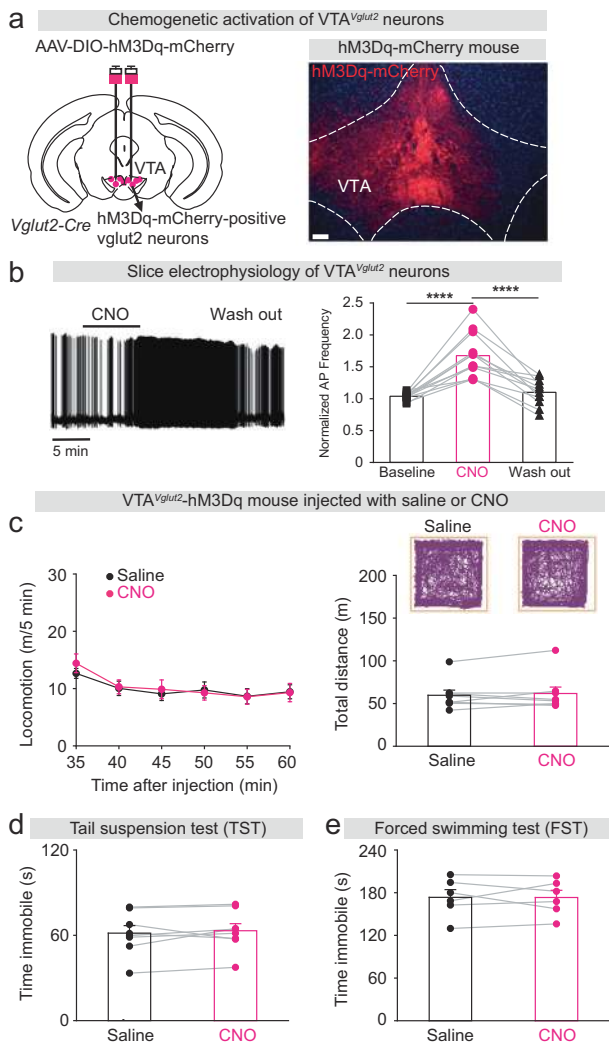 a
Chemogenetic activation of VTAVglut2 neurons
AAV-DIO-hM3Dq-mCherry
VTA
Vglut2-Cre
hM3Dq-mCherry-positive
vglut2 neurons
hM3Dq-mCherry mouse
hM3Dq-mCherry
VTA
b
Slice electrophysiology of VTAVglut2 neurons
CNO
Wash out
5 min
Normalized AP Frequency
2.5
2.0
1.5
1.0
0.5
0
****
****
Baseline
CNO
Wash out
VTAVglut2-hM3Dq mouse injected with saline or CNO
c
Locomotion (m/5 min)
30
20
10
0
Saline
CNO
35
40
45
50
55
60
Time after injection (min)
Saline
CNO
Total distance (m)
200
150
100
50
0
Saline
CNO
d
Tail suspension test (TST)
Time immobile (s)
120
60
0
Saline
CNO
e
Forced swimming test (FST)
Time immobile (s)
240
180
120
60
0
Saline
CNO